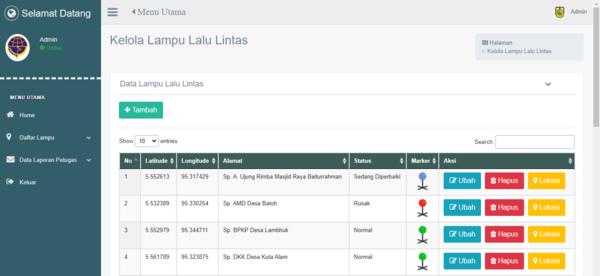 Selamat Datang
Menu Utama
Admin
Admin
Online
Kelola Lampu Lalu Lintas
Halaman
Kelola Lampu Lalu Lintas
MENU UTAMA
Home
Daftar Lampu
Data Laporan Petugas
Keluar
Data Lampu Lalu Lintas
+ Tambah
Show 10 entries
Search:
No Latitude Longitude Alamat Status Marker Aksi
1 5.552613 95.317429 Sp. A. Ujung Rimba Masjid Raya Baiturrahman Sedang Diperbaiki Ubah Hapus Lokasi
2 5.532389 95.330254 Sp. AMD Desa Batoh Rusak Ubah Hapus Lokasi
3 5.552979 95.344711 Sp. BPKP Desa Lambhuk Normal Ubah Hapus Lokasi
4 5.561789 95.323875 Sp. DKK Desa Kuta Alam Normal Ubah Hapus Lokasi